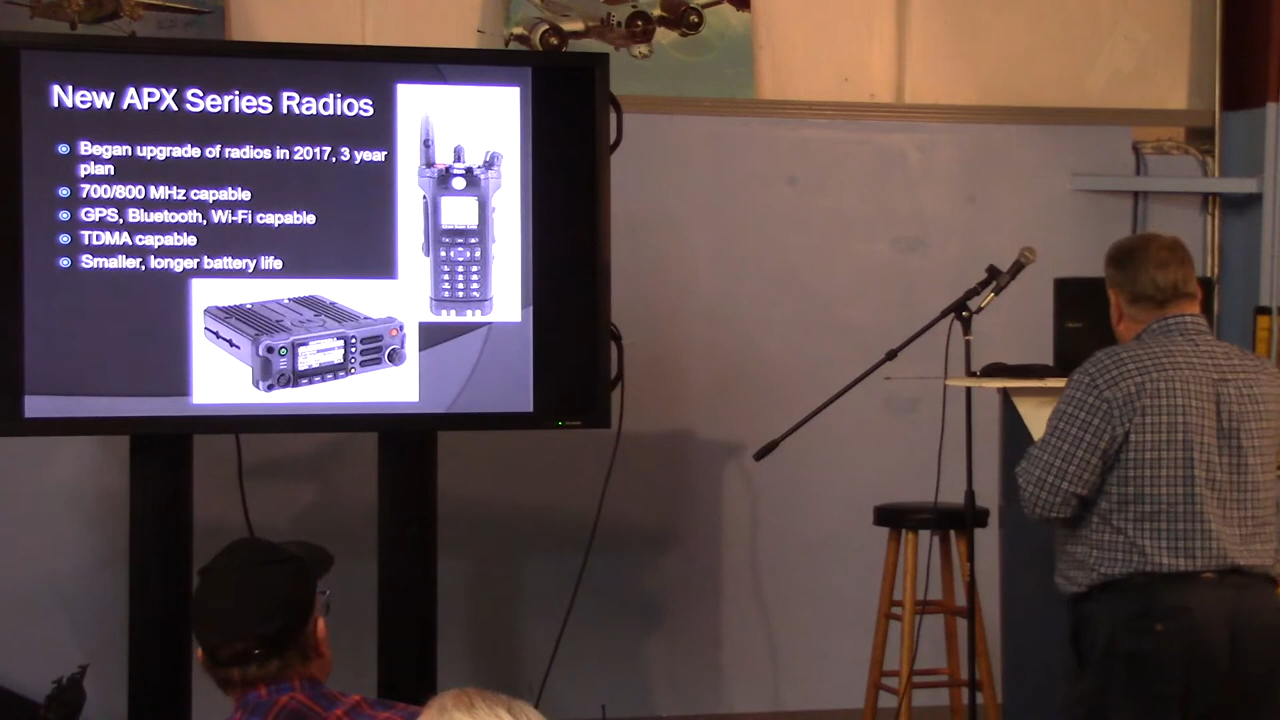 New APX Series Radios
Began upgrade of radios in 2017, 3 year
plan
700/800 MHz capable
GPS, Bluetooth, Wi-Fi capable
TDMA capable
Smaller, longer battery life